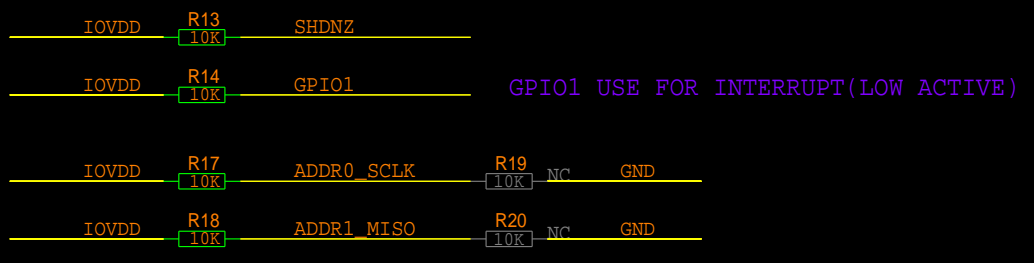 IOVDD R13 10K SHDNZ
IOVDD R14 10K GPIO1 GPIO1 USE FOR INTERRUPT(LOW ACTIVE)
IOVDD R17 10K ADDR0_SCLK R19 10K NC GND
IOVDD R18 10K ADDR1_MISO R20 10K NC GND